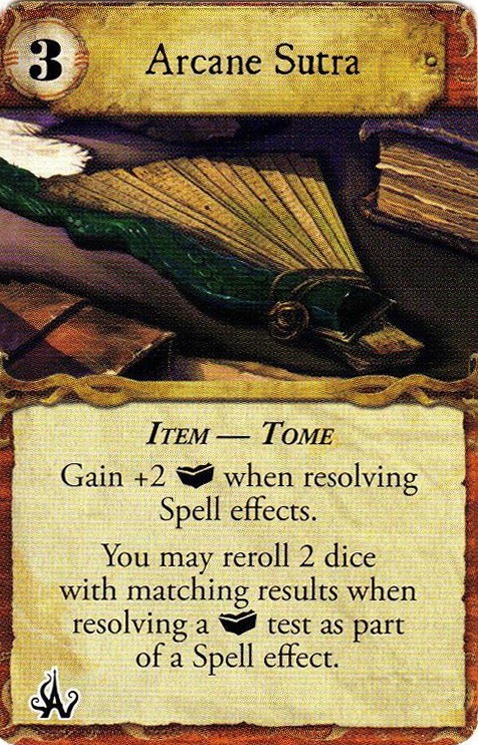 3 Arcane Sutra
Item — Tome
Gain +2 when resolving
Spell effects.
You may reroll 2 dice
with matching results when
resolving a test as part
of a Spell effect.